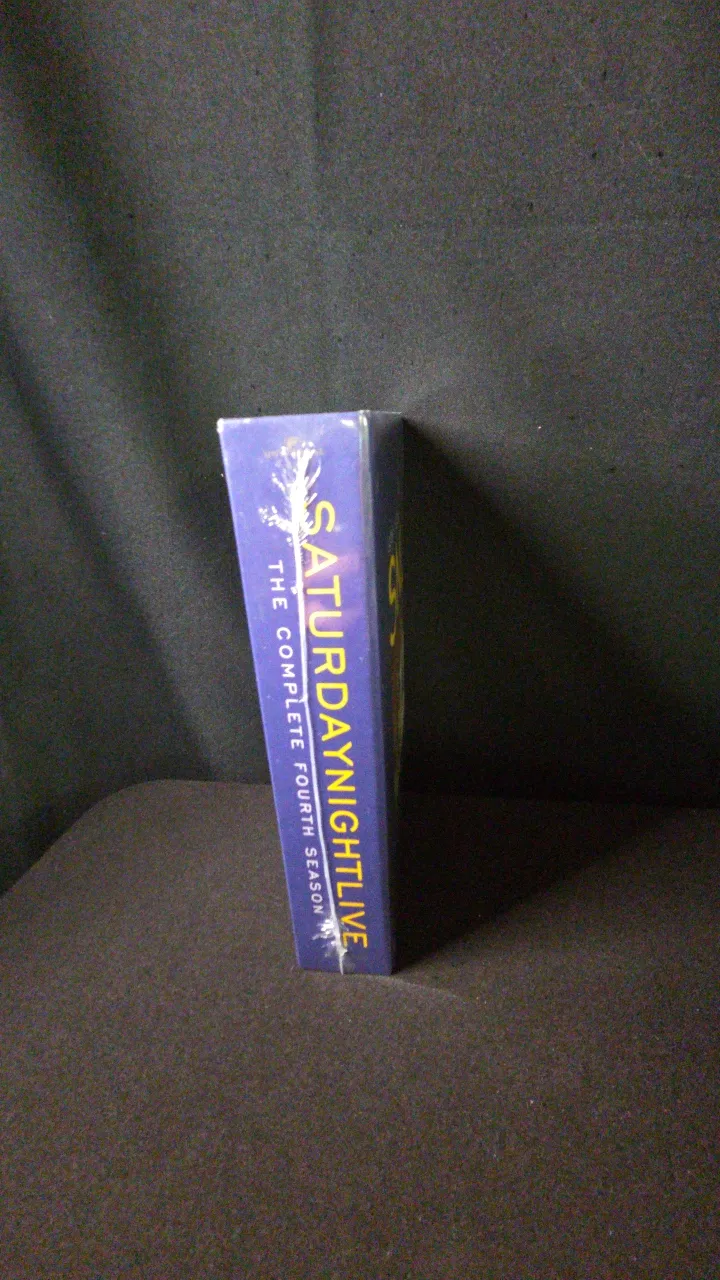 SATURDAYNIGHTLIVE
THE COMPLETE FOURTH SEASON